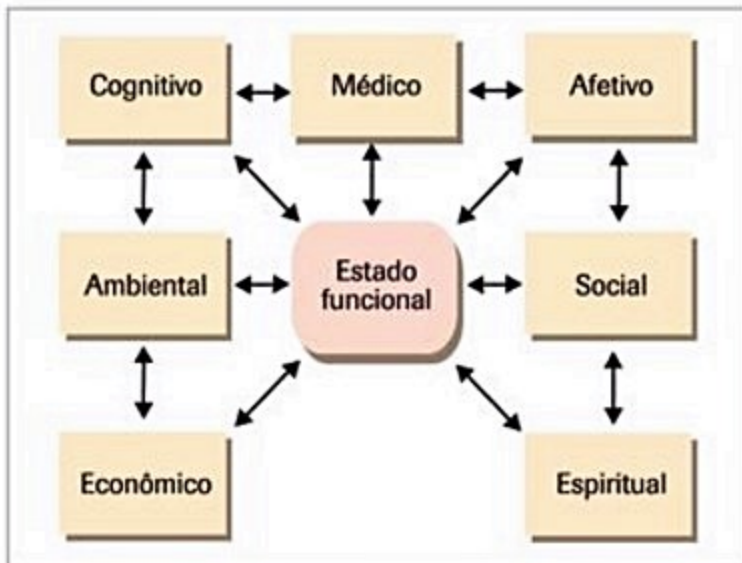 Cognitivo
Médico
Afetivo
Ambiental
Estado
funcional
Social
Econômico
Espiritual